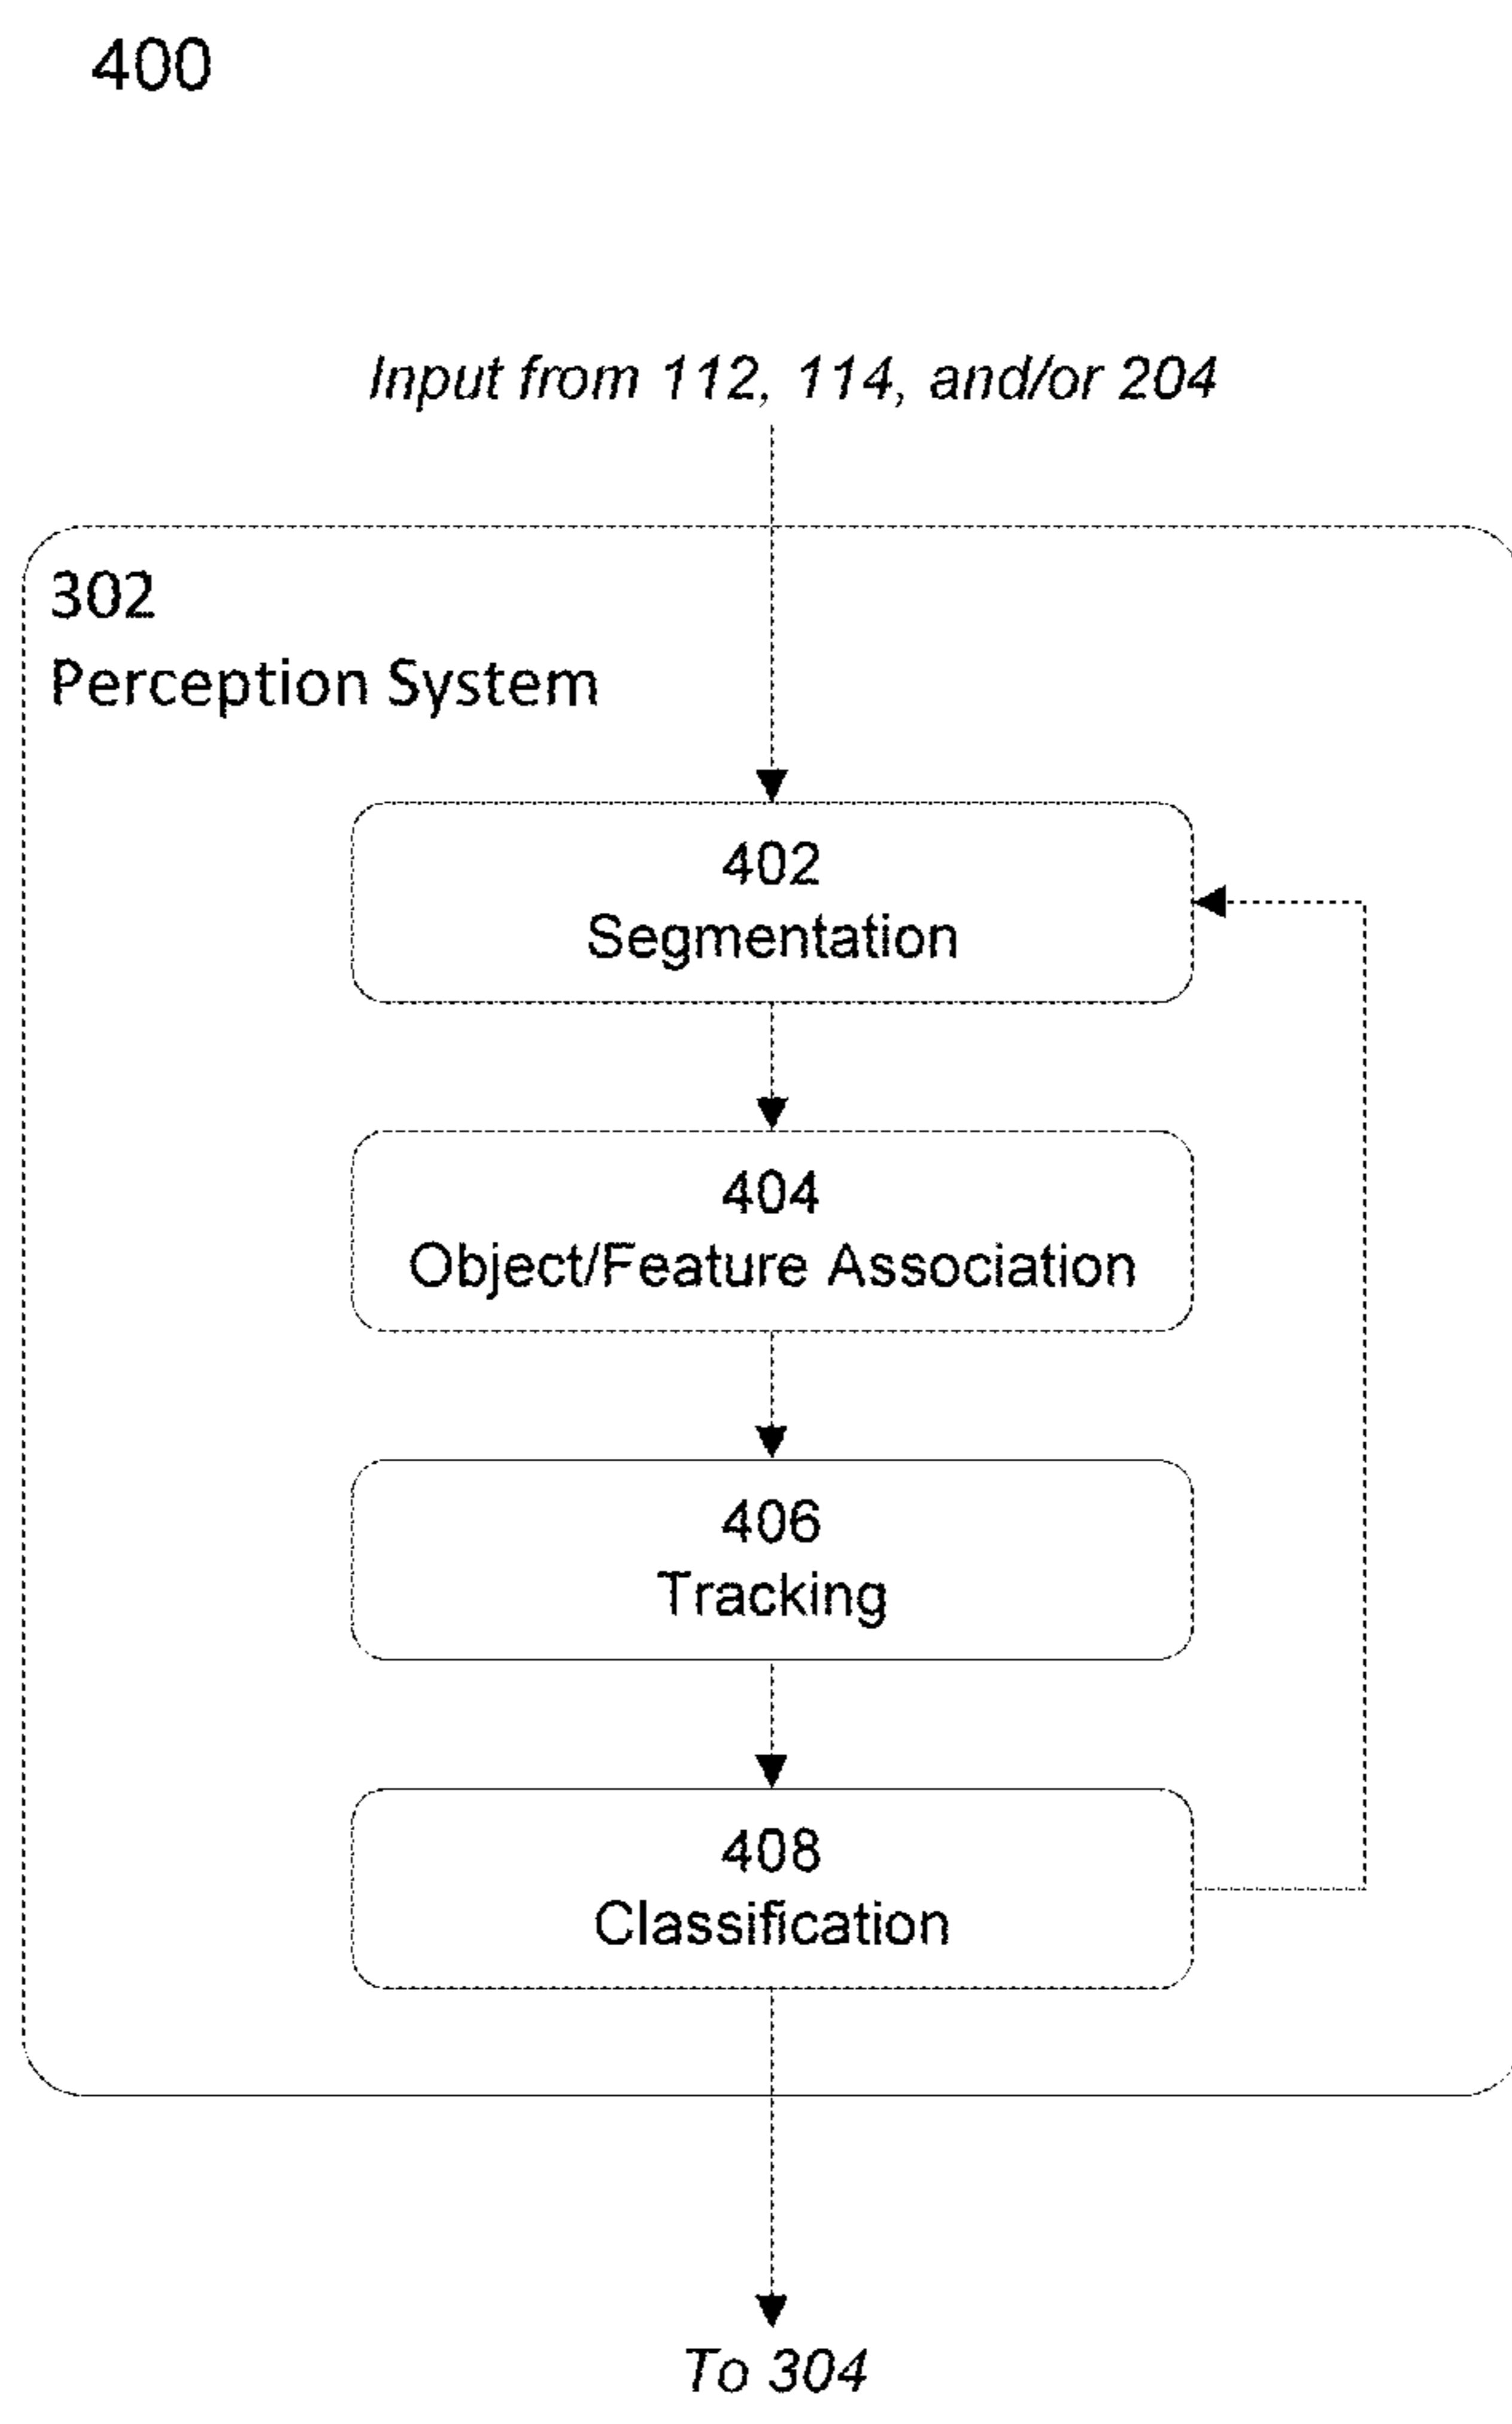 400
Input from 112, 114, and/or 204
302
Perception System
402
Segmentation
404
Object/Feature Association
406
Tracking
408
Classification
To 304